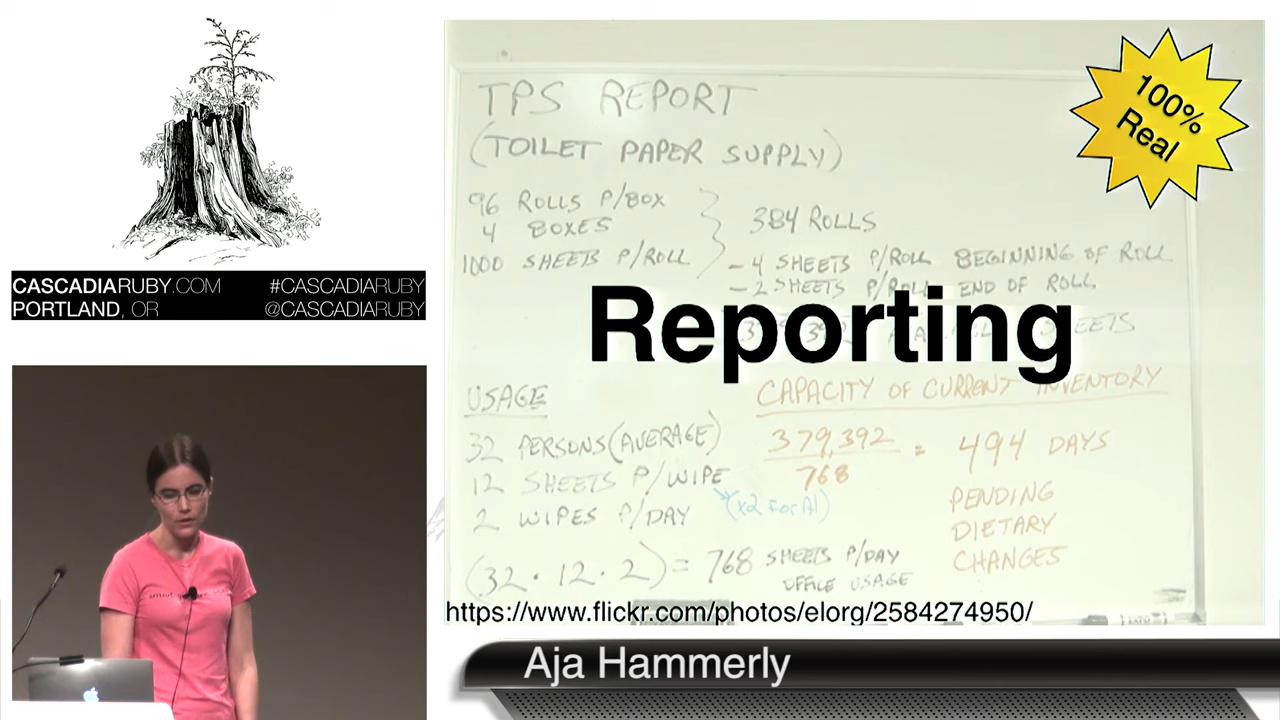 CASCADIARUBY.COM #CASCADIARUBY
PORTLAND, OR @CASCADIARUBY
100%
Real
TPS REPORT
(TOILET PAPER SUPPLY)
96 ROLLS P/BOX
4 BOXES
1000 SHEETS P/ROLL
384 ROLLS
- 4 SHEETS P/ROLL BEGINNING OF ROLL
- 2 SHEETS P/ROLL END OF ROLL
SHEETS
Reporting
USAGE
32 PERSONS (AVERAGE)
12 SHEETS P/WIPE
(x2 for Al)
2 WIPES P/DAY
(32 · 12 · 2) = 768 SHEETS P/DAY
OFFICE USAGE
CAPACITY OF CURRENT INVENTORY
379,392 / 768 = 494 DAYS
PENDING
DIETARY
CHANGES
https://www.flickr.com/photos/elorg/2584274950/
Aja Hammerly